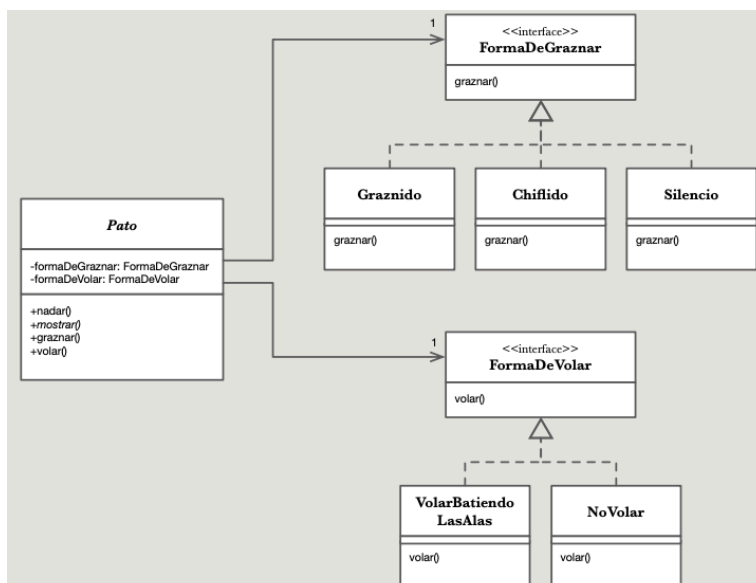 1
<<interface>>
FormaDeGraznar
graznar()
Graznido
graznar()
Chiflido
graznar()
Silencio
graznar()
Pato
-formaDeGraznar: FormaDeGraznar
-formaDeVolar: FormaDeVolar
+nadar()
+mostrar()
+graznar()
+volar()
1
<<interface>>
FormaDeVolar
volar()
VolarBatiendo
LasAlas
volar()
NoVolar
volar()